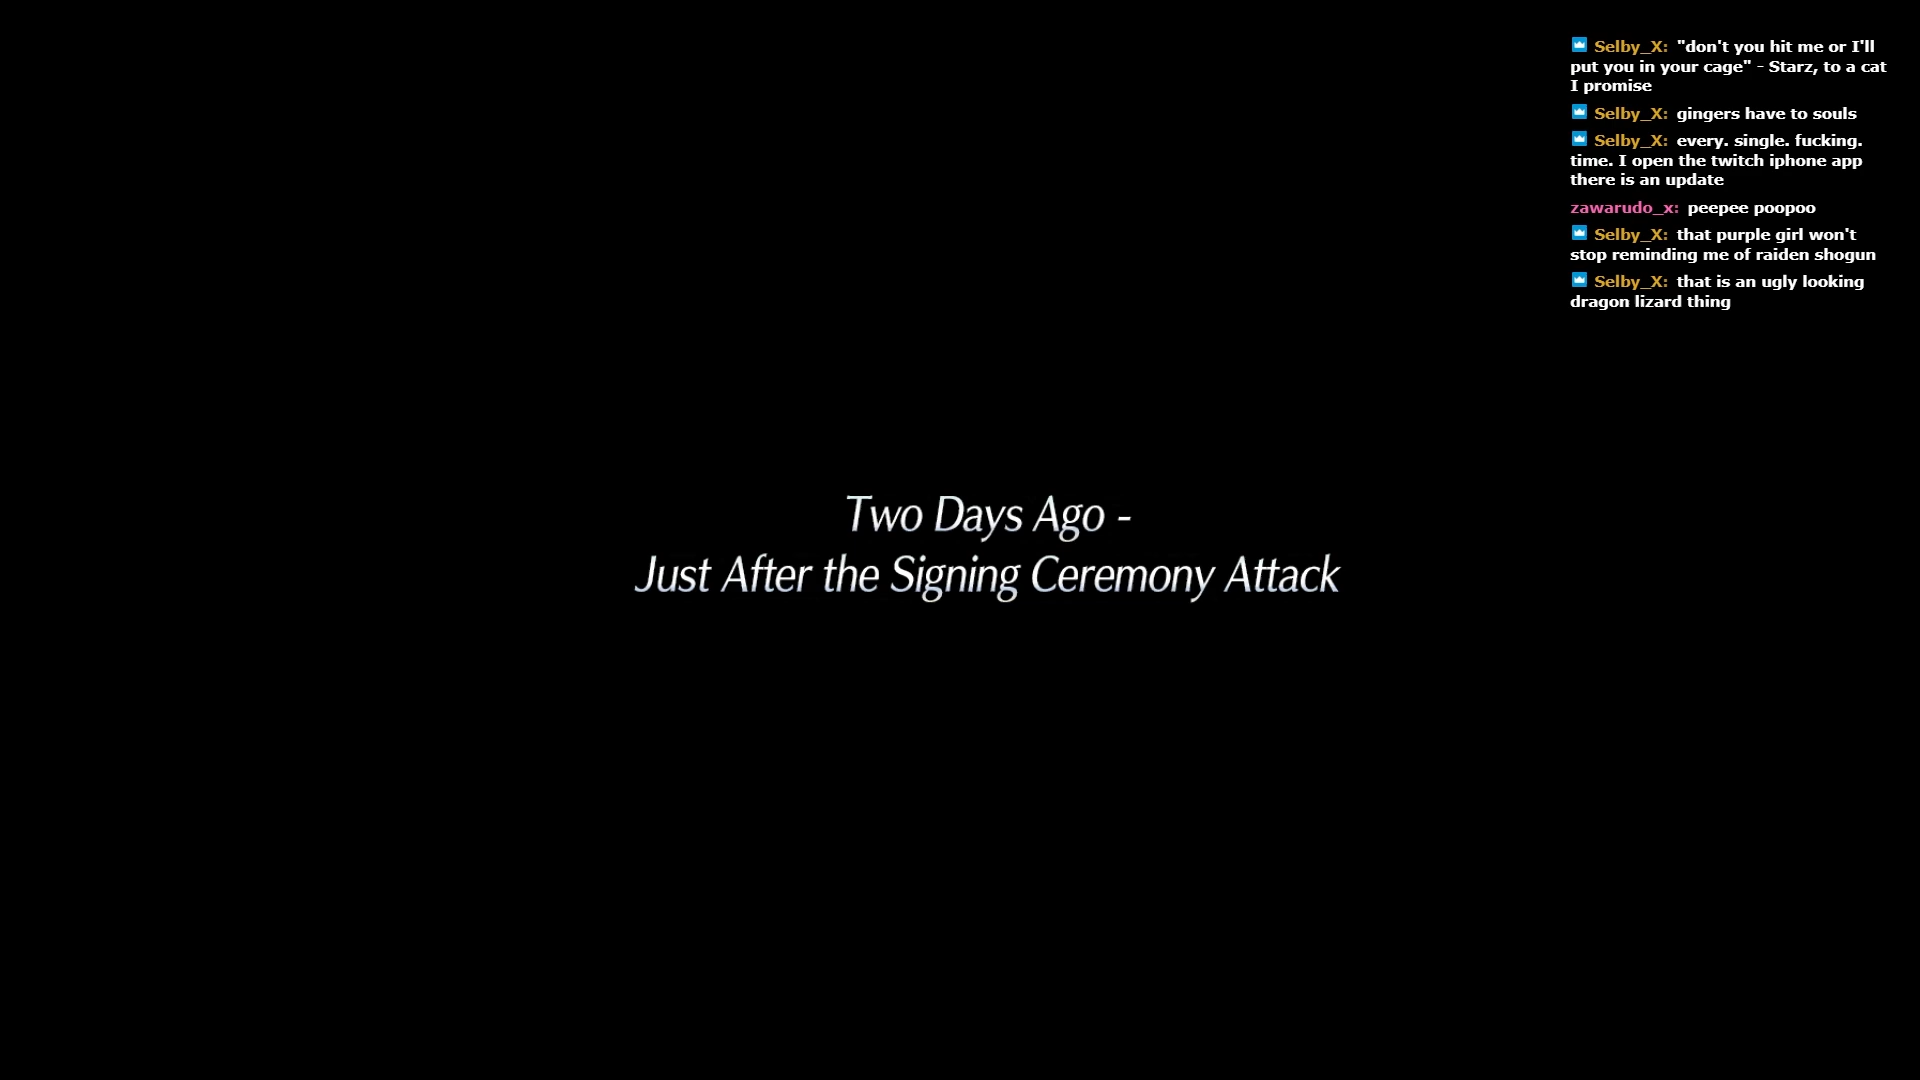 Selby_X: "don't you hit me or I'll
put you in your cage" - Starz, to a cat
I promise
Selby_X: gingers have to souls
Selby_X: every. single. fucking.
time. I open the twitch iphone app
there is an update
zawarudo_x: peepee poopoo
Selby_X: that purple girl won't
stop reminding me of raiden shogun
Selby_X: that is an ugly looking
dragon lizard thing
Two Days Ago -
Just After the Signing Ceremony Attack